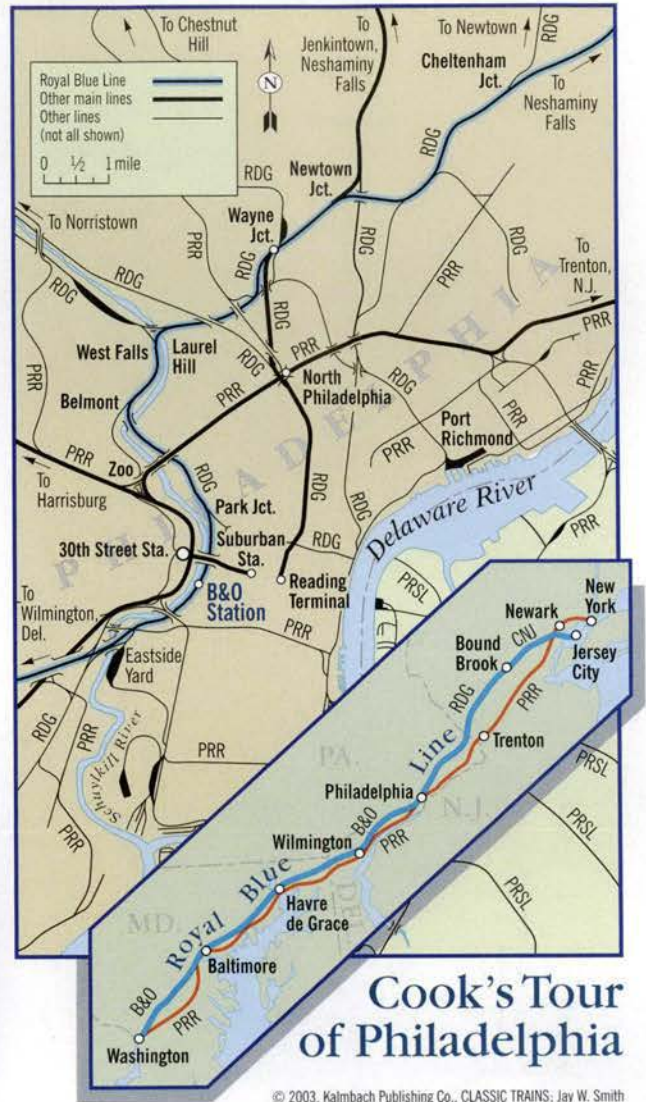 To Chestnut
Hill
To
Jenkintown,
Neshaminy
Falls
To Newtown
RDG
Cheltenham
Jct.
To
Neshaminy
Falls
Royal Blue Line
Other main lines
Other lines
(not all shown)
0 ½ 1 mile
N
RDG
Newtown
Jct.
RDG
To Norristown
Wayne
Jct.
PRR
RDG
RDG
RDG
RDG
RDG
PRR
RDG
To
Trenton,
N.J.
PRR
PHILADELPHIA
West Falls
Laurel
Hill
PRR
PRR
North
Philadelphia
RDG
PRR
Belmont
PRR
PRR
Port
Richmond
PRR
Zoo
To
Harrisburg
RDG
RDG
Park Jct.
Suburban
Sta.
RDG
Delaware River
PRR
30th Street Sta.
B&O
Station
Reading
Terminal
PRSL
To
Wilmington,
Del.
PRR
Eastside
Yard
RDG
PRR
PRR
PRR
Schuylkill River
PRSL
PRSL
Newark
New
York
Bound
Brook
CNJ
Jersey
City
RDG
PRR
Trenton
PA.
N.J.
Philadelphia
Royal Blue Line
Wilmington
B&O
PRR
DEL.
Havre
de Grace
MD.
Baltimore
B&O
PRR
Washington
Cook's Tour
of Philadelphia
© 2003, Kalmbach Publishing Co., CLASSIC TRAINS: Jay W. Smith